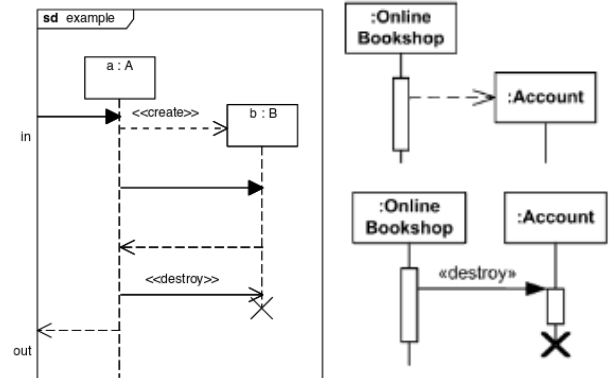 sd example
a : A
<<create>>
b : B
in
<<destroy>>
out
:Online
Bookshop
:Account
:Online
Bookshop
:Account
«destroy»